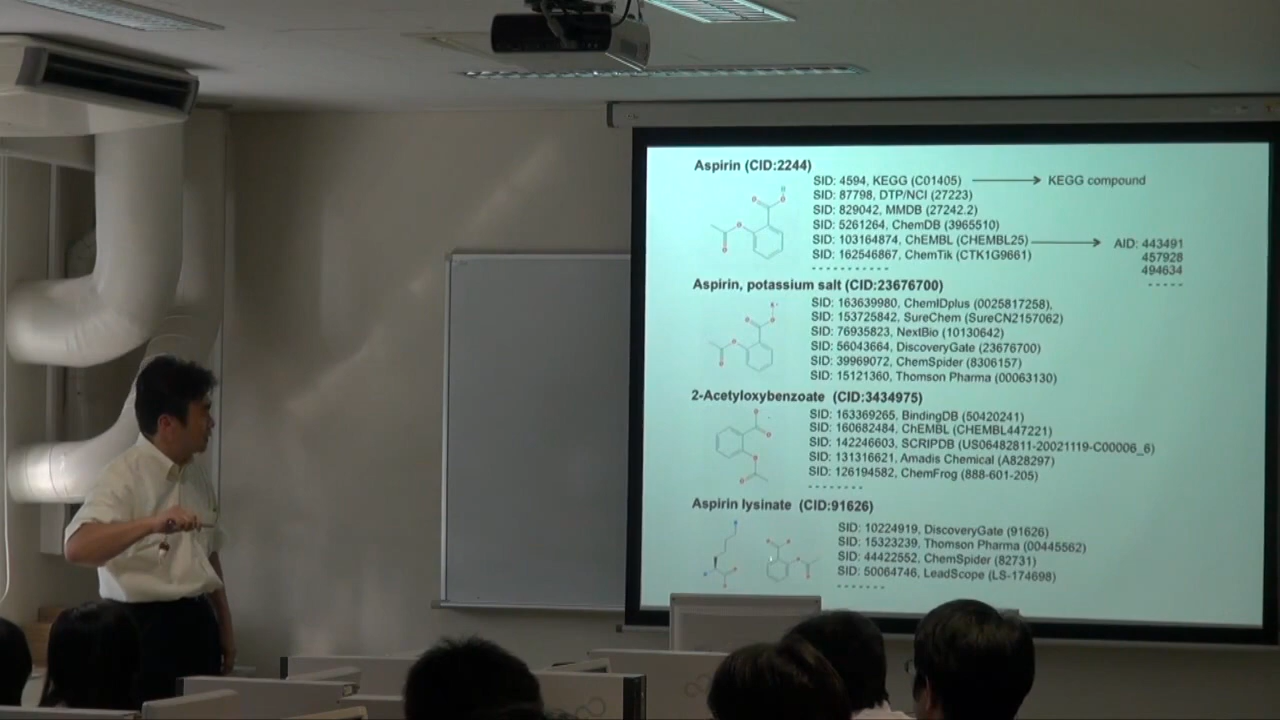 Aspirin (CID:2244)
SID: 4594, KEGG (C01405) KEGG compound
SID: 87798, DTP/NCI (27223)
SID: 829042, MMDB (27242.2)
SID: 5261264, ChemDB (3965510)
SID: 103164874, ChEMBL (CHEMBL25) AID: 443491
457928
SID: 162546867, ChemTik (CTK1G9661)
494634
Aspirin, potassium salt (CID:23676700)
SID: 163639980, ChemIDplus (0025817258),
SID: 153725842, SureChem (SureCN2157062)
SID: 76935823, NextBio (10130642)
SID: 56043664, DiscoveryGate (23676700)
SID: 39969072, ChemSpider (8306157)
SID: 15121360, Thomson Pharma (00063130)
2-Acetyloxybenzoate (CID:3434975)
SID: 163369265, BindingDB (50420241)
SID: 160682484, ChEMBL (CHEMBL447221)
SID: 142246603, SCRIPDB (US06482811-20021119-C00006_6)
SID: 131316621, Amadis Chemical (A828297)
SID: 126194582, ChemFrog (888-601-205)
Aspirin lysinate (CID:91626)
SID: 10224919, DiscoveryGate (91626)
SID: 15323239, Thomson Pharma (00445562)
SID: 44422552, ChemSpider (82731)
SID: 50064746, LeadScope (LS-174698)